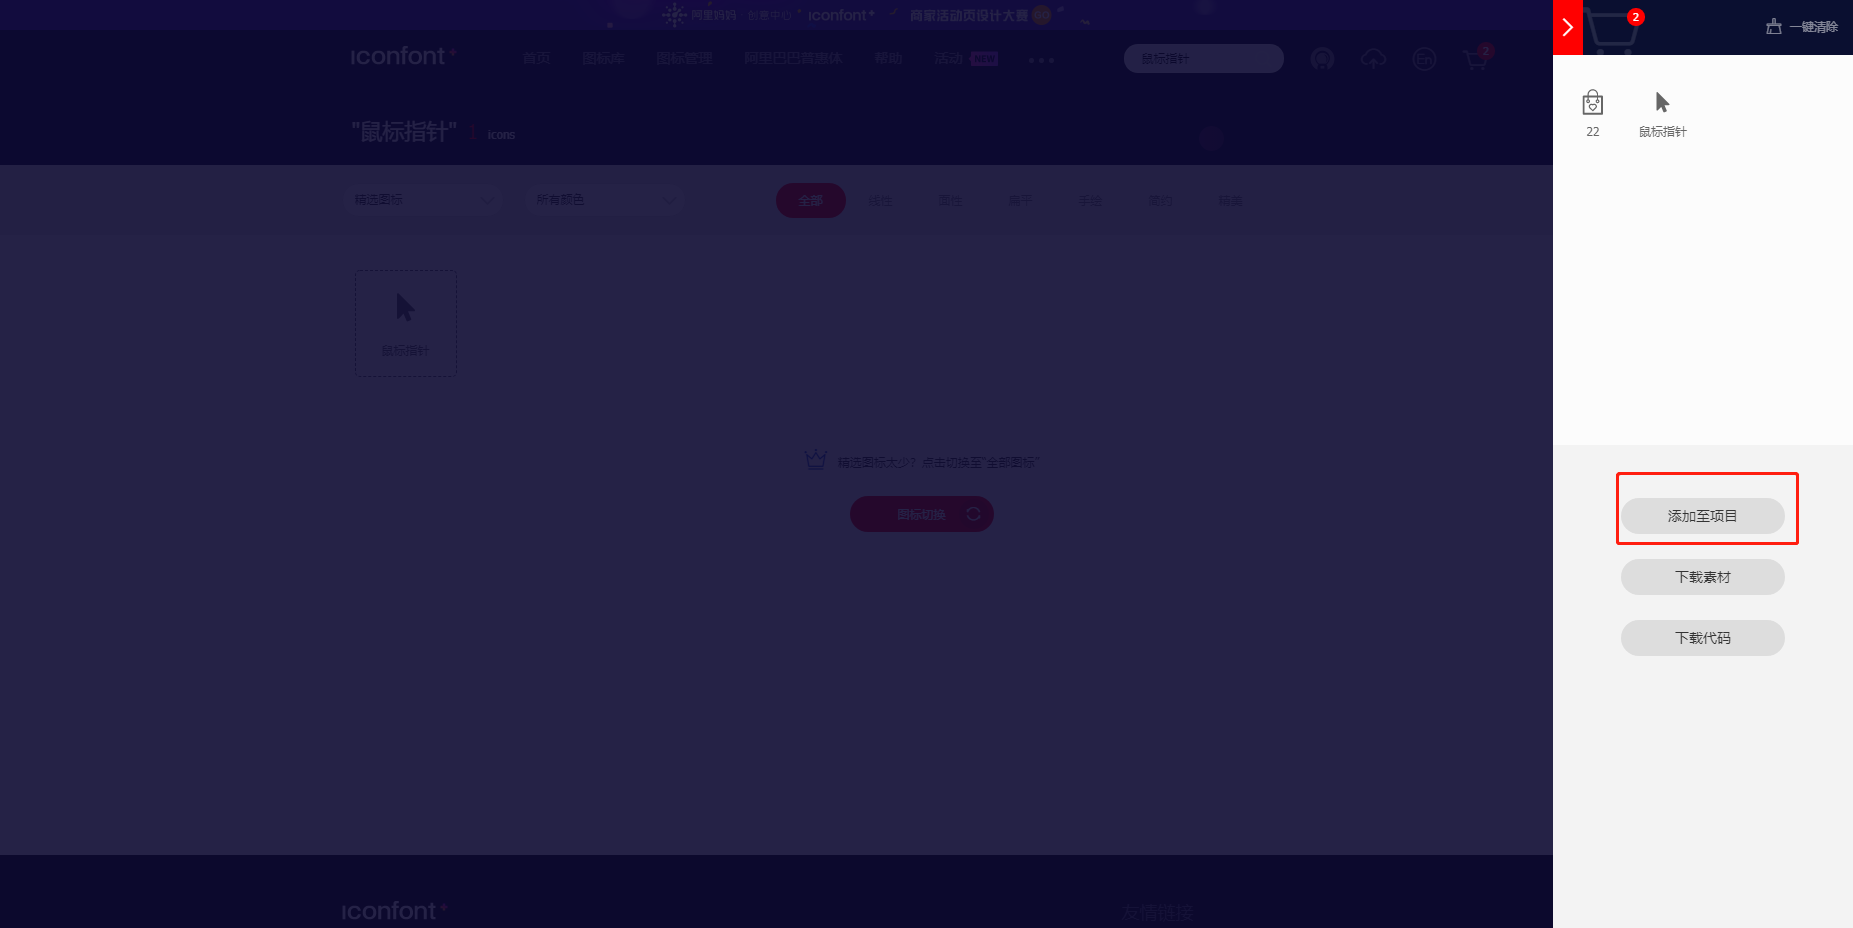 阿里妈妈 创意中心 iconfont+ 商家活动页设计大赛
iconfont+ 首页 图标库 图标管理 阿里巴巴普惠体 帮助 活动 NEW 鼠标指针 En 2
2 一键清除
"鼠标指针" 1 icons
22 鼠标指针
精选图标 所有颜色 全部 线性 面性 扁平 手绘 简约 精美
鼠标指针
精选图标太少？点击切换至"全部图标"
图标切换
添加至项目
下载素材
下载代码
iconfont+ 友情链接